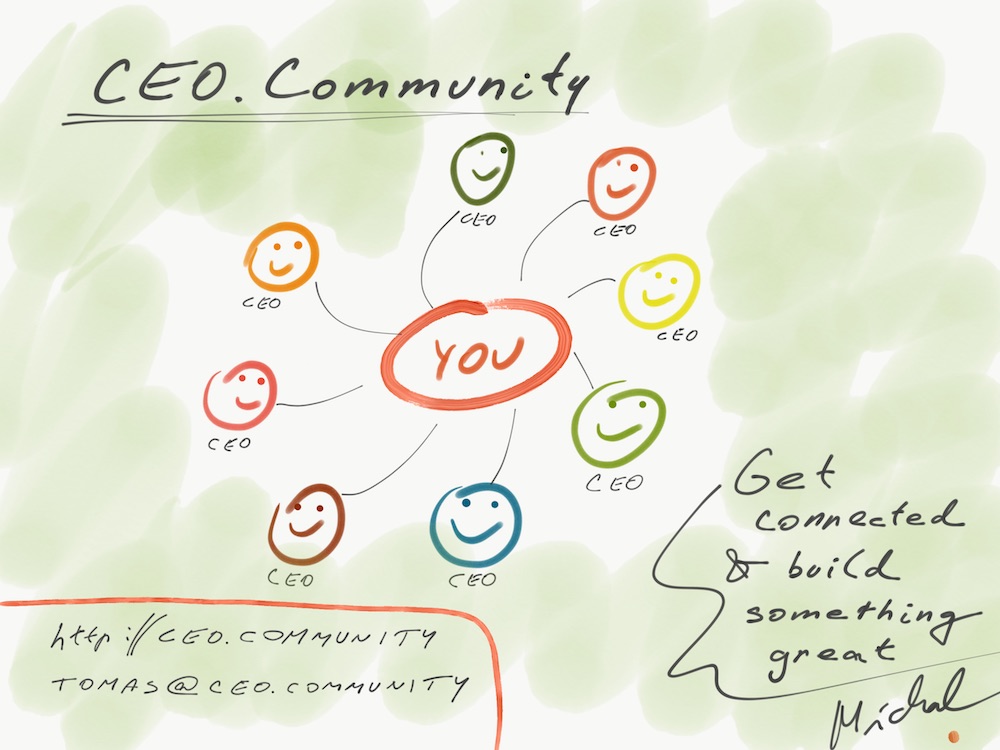 CEO.Community
CEO
CEO
CEO
CEO
YOU
CEO
CEO
CEO
CEO
Get
connected
& build
something
great
http://CEO.COMMUNITY
TOMAS@CEO.COMMUNITY
Michal